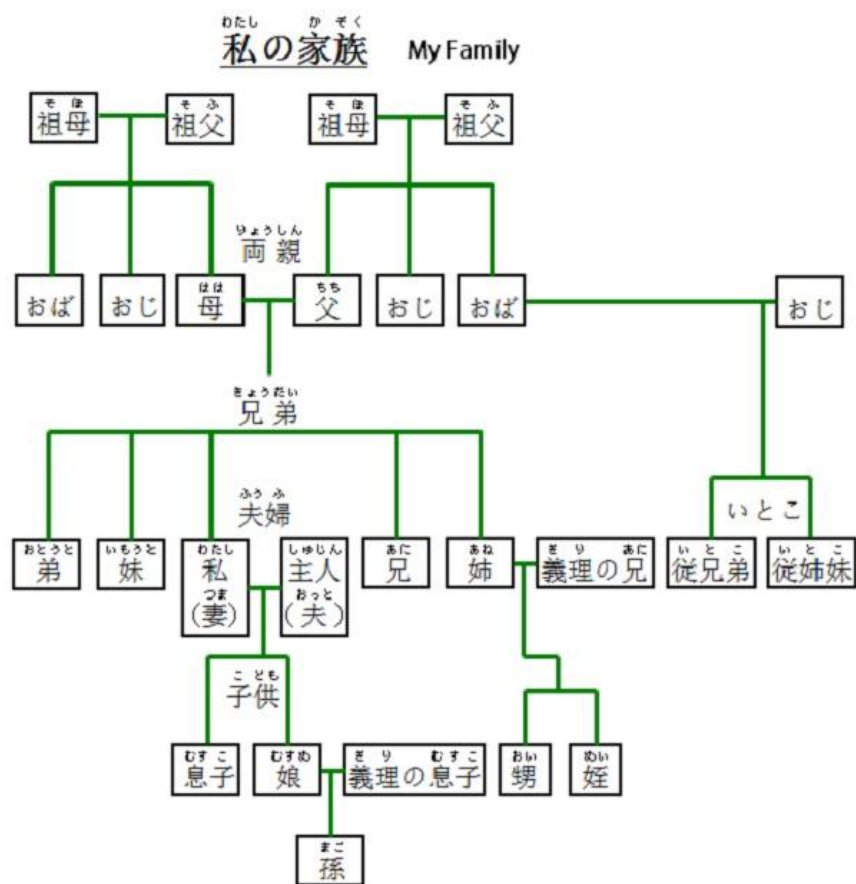 わたし か ぞく
私の家族 My Family
そ ぼ そ ふ そ ぼ そ ふ
祖母 祖父 祖母 祖父
りょうしん
両親
はは ちち
おば おじ 母 父 おじ おば おじ
きょうだい
兄弟
ふう ふ
夫婦 いとこ
おとうと いもうと わたし しゅじん あに あね ぎ り あに い と こ い と こ
弟 妹 私 主人 兄 姉 義理の兄 従兄弟 従姉妹
つま おっと
(妻) (夫)
こ ども
子供
むすこ むすぬ ぎ り むすこ おい ぬい
息子 娘 義理の息子 甥 姪
まご
孫